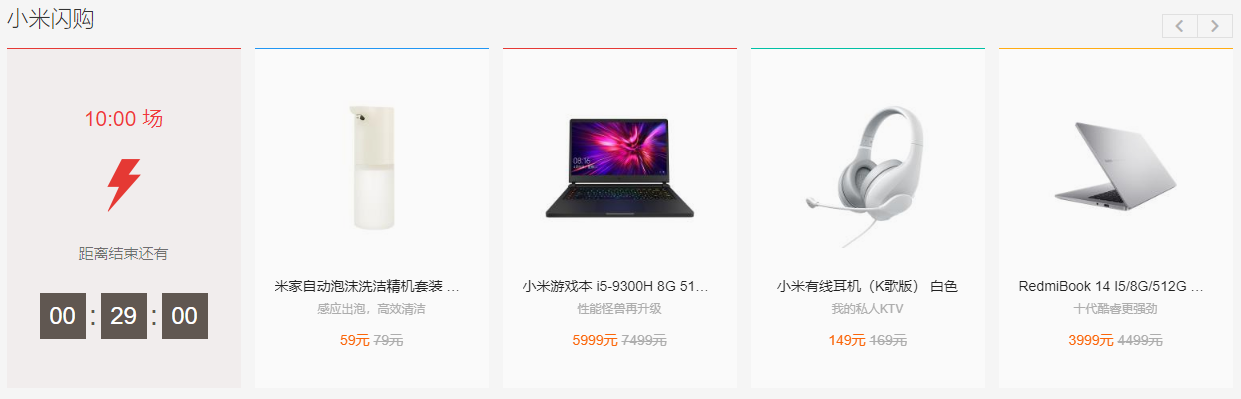 小米闪购
10:00 场
距离结束还有
00 : 29 : 00
米家自动泡沫洗洁精机套装 ...
感应出泡，高效清洁
59元 79元
小米游戏本 i5-9300H 8G 51...
性能怪兽再升级
5999元 7499元
小米有线耳机（K歌版） 白色
我的私人KTV
149元 169元
RedmiBook 14 I5/8G/512G ...
十代酷睿更强劲
3999元 4499元